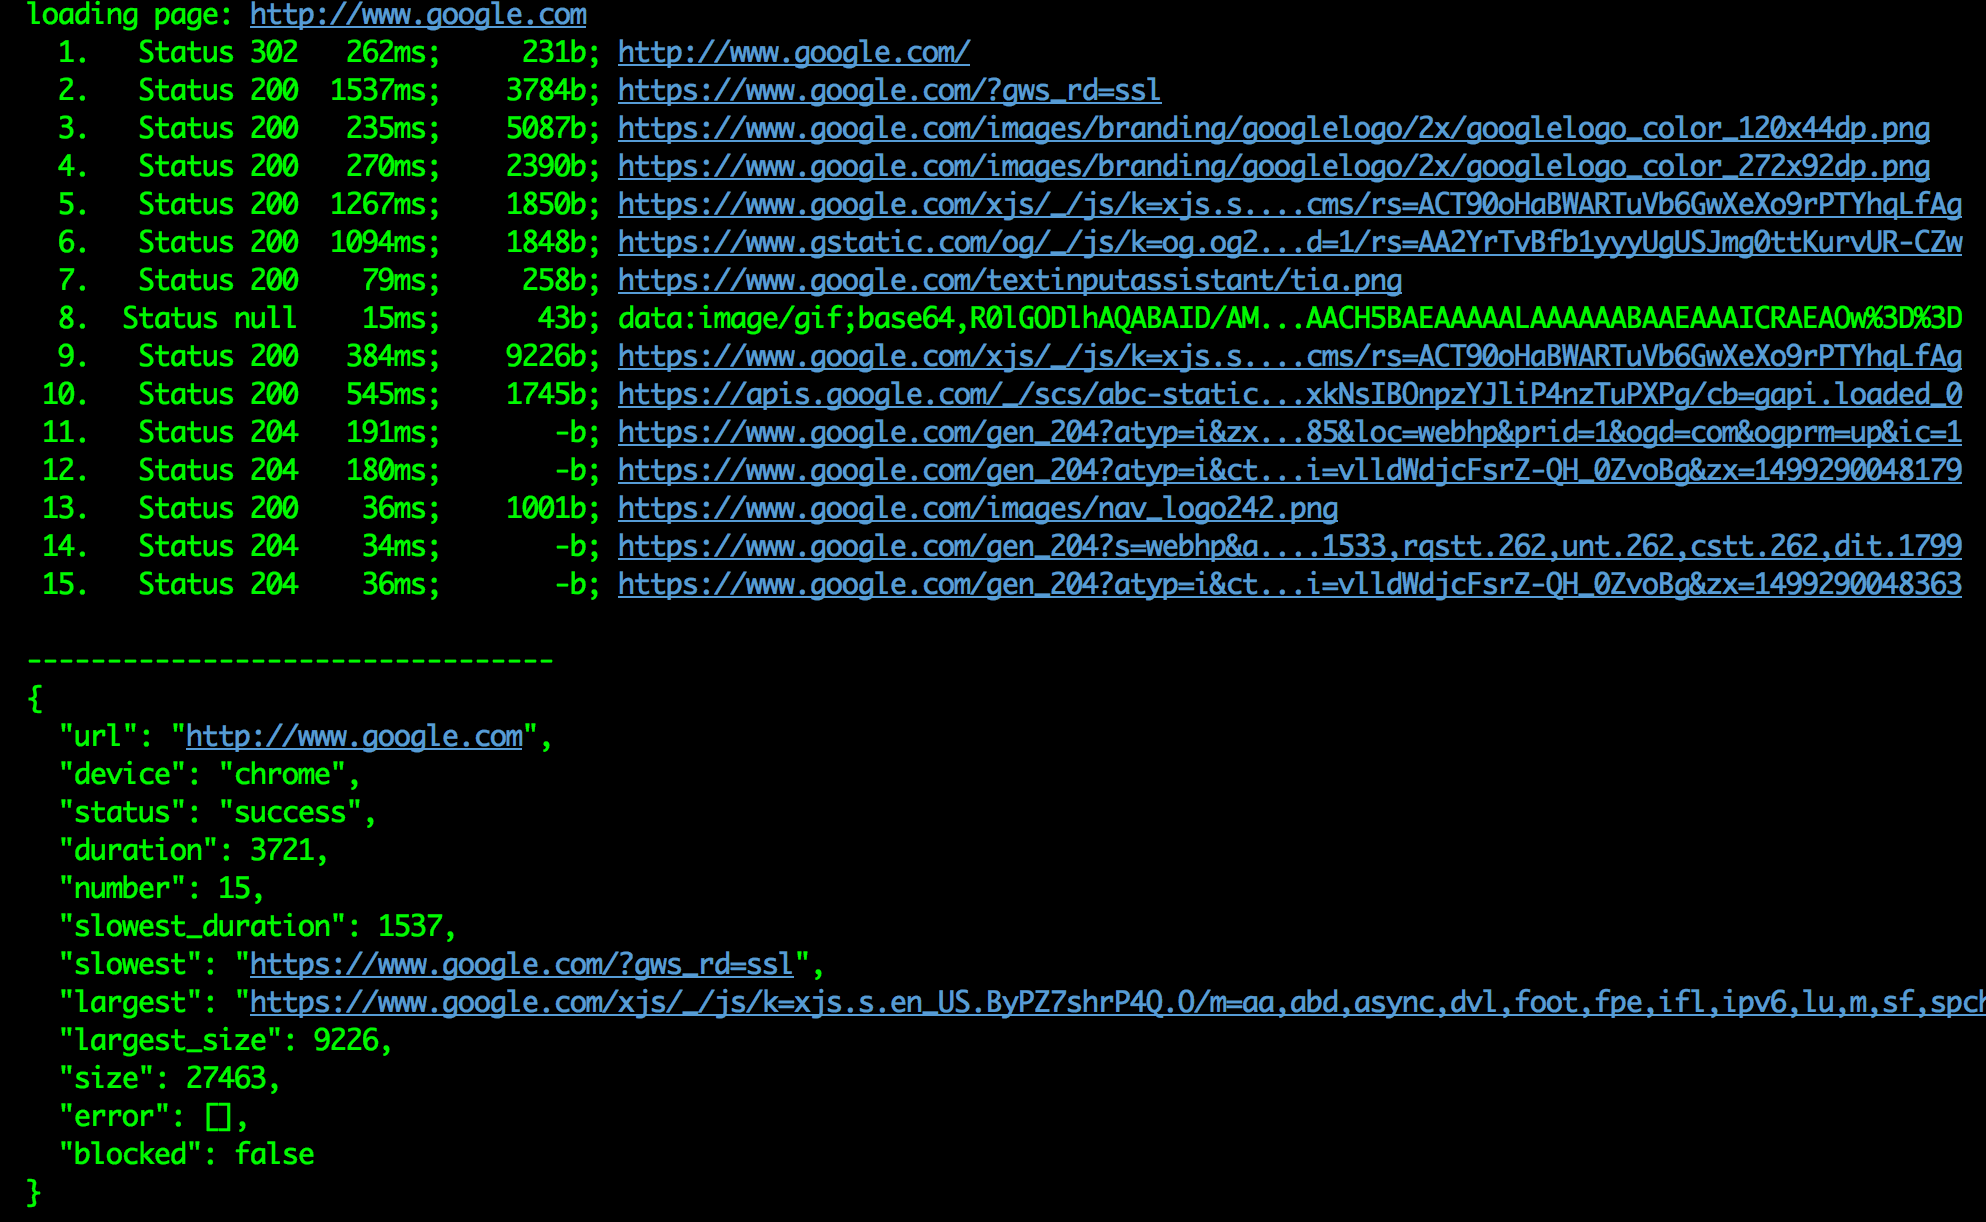 loading page: http://www.google.com
1. Status 302 262ms; 231b; http://www.google.com/
2. Status 200 1537ms; 3784b; https://www.google.com/?gws_rd=ssl
3. Status 200 235ms; 5087b; https://www.google.com/images/branding/googlelogo/2x/googlelogo_color_120x44dp.png
4. Status 200 270ms; 2390b; https://www.google.com/images/branding/googlelogo/2x/googlelogo_color_272x92dp.png
5. Status 200 1267ms; 1850b; https://www.google.com/xjs/_/js/k=xjs.s....cms/rs=ACT90oHaBWARTuVb6GwXeXo9rPTYhqLfAg
6. Status 200 1094ms; 1848b; https://www.gstatic.com/og/_/js/k=og.og2...d=1/rs=AA2YrTvBfb1yyyUgUSJmg0ttKurvUR-CZw
7. Status 200 79ms; 258b; https://www.google.com/textinputassistant/tia.png
8. Status null 15ms; 43b; data:image/gif;base64,R0lGODlhAQABAID/AM...AACH5BAEAAAAALAAAAAABAAEAAAICRAEAOw%3D%3D
9. Status 200 384ms; 9226b; https://www.google.com/xjs/_/js/k=xjs.s....cms/rs=ACT90oHaBWARTuVb6GwXeXo9rPTYhqLfAg
10. Status 200 545ms; 1745b; https://apis.google.com/_/scs/abc-static...xkNsIBOnpzYJliP4nzTuPXPg/cb=gapi.loaded_0
11. Status 204 191ms; -b; https://www.google.com/gen_204?atyp=i&zx...85&loc=webhp&prid=1&ogd=com&ogprm=up&ic=1
12. Status 204 180ms; -b; https://www.google.com/gen_204?atyp=i&ct...i=vlldWdjcFsrZ-QH_0ZvoBg&zx=1499290048179
13. Status 200 36ms; 1001b; https://www.google.com/images/nav_logo242.png
14. Status 204 34ms; -b; https://www.google.com/gen_204?s=webhp&a....1533,rqstt.262,unt.262,cstt.262,dit.1799
15. Status 204 36ms; -b; https://www.google.com/gen_204?atyp=i&ct...i=vlldWdjcFsrZ-QH_0ZvoBg&zx=1499290048363
---------------------------------
{
"url": "http://www.google.com",
"device": "chrome",
"status": "success",
"duration": 3721,
"number": 15,
"slowest_duration": 1537,
"slowest": "https://www.google.com/?gws_rd=ssl",
"largest": "https://www.google.com/xjs/_/js/k=xjs.s.en_US.ByPZ7shrP4Q.O/m=aa,abd,async,dvl,foot,fpe,ifl,ipv6,lu,m,sf,spch
"largest_size": 9226,
"size": 27463,
"error": [],
"blocked": false
}